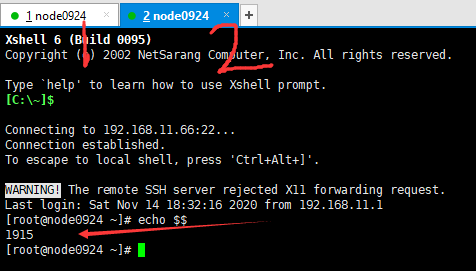 1 node0924 × 2 node0924 ×
Xshell 6 (Build 0095)
Copyright (c) 2002 NetSarang Computer, Inc. All rights reserved.
Type `help' to learn how to use Xshell prompt.
[C:\~]$
Connecting to 192.168.11.66:22...
Connection established.
To escape to local shell, press 'Ctrl+Alt+]'.
WARNING! The remote SSH server rejected X11 forwarding request.
Last login: Sat Nov 14 18:32:16 2020 from 192.168.11.1
[root@node0924 ~]# echo $$
1915
[root@node0924 ~]#